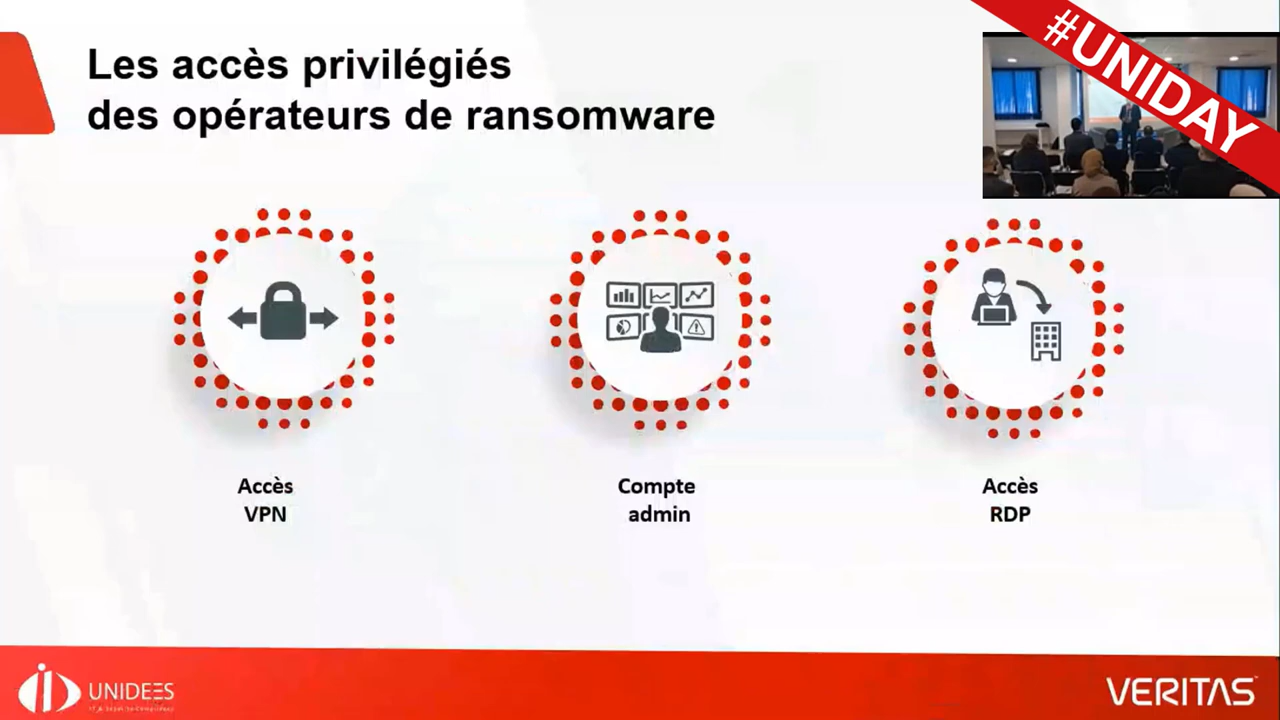 Les accès privilégiés
des opérateurs de ransomware
#UNIDAY
Accès
VPN
Compte
admin
Accès
RDP
UNIDEES
VERITAS